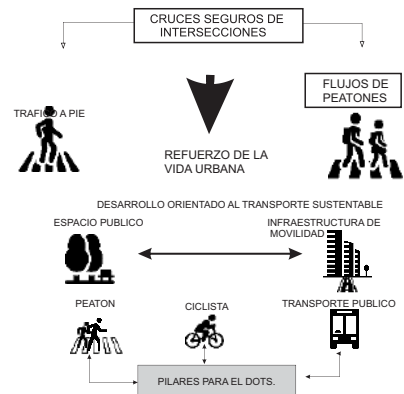 CRUCES SEGUROS DE
INTERSECCIONES
TRAFICO A PIE
FLUJOS DE
PEATONES
REFUERZO DE LA
VIDA URBANA
DESARROLLO ORIENTADO AL TRANSPORTE SUSTENTABLE
ESPACIO PUBLICO
INFRAESTRUCTURA DE
MOVILIDAD
PEATON
CICLISTA
TRANSPORTE PUBLICO
PILARES PARA EL DOTS.